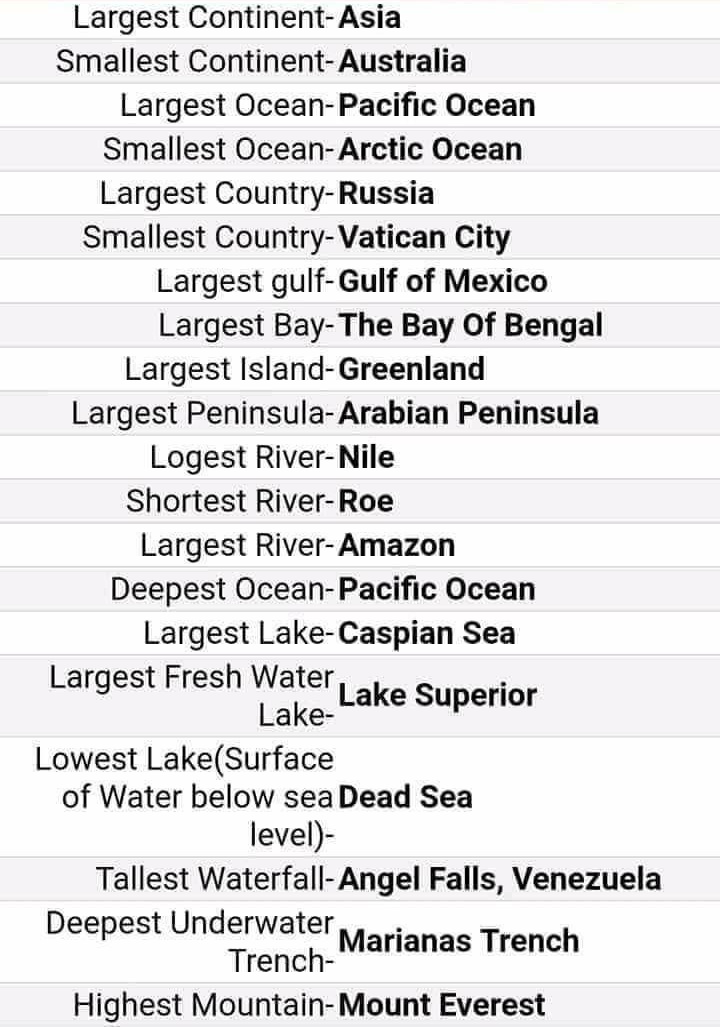 Largest Continent- Asia
Smallest Continent- Australia
Largest Ocean- Pacific Ocean
Smallest Ocean- Arctic Ocean
Largest Country- Russia
Smallest Country- Vatican City
Largest gulf- Gulf of Mexico
Largest Bay- The Bay Of Bengal
Largest Island- Greenland
Largest Peninsula- Arabian Peninsula
Logest River- Nile
Shortest River- Roe
Largest River- Amazon
Deepest Ocean- Pacific Ocean
Largest Lake- Caspian Sea
Largest Fresh Water
Lake- Lake Superior
Lowest Lake(Surface
of Water below sea Dead Sea
level)-
Tallest Waterfall- Angel Falls, Venezuela
Deepest Underwater
Trench- Marianas Trench
Highest Mountain- Mount Everest